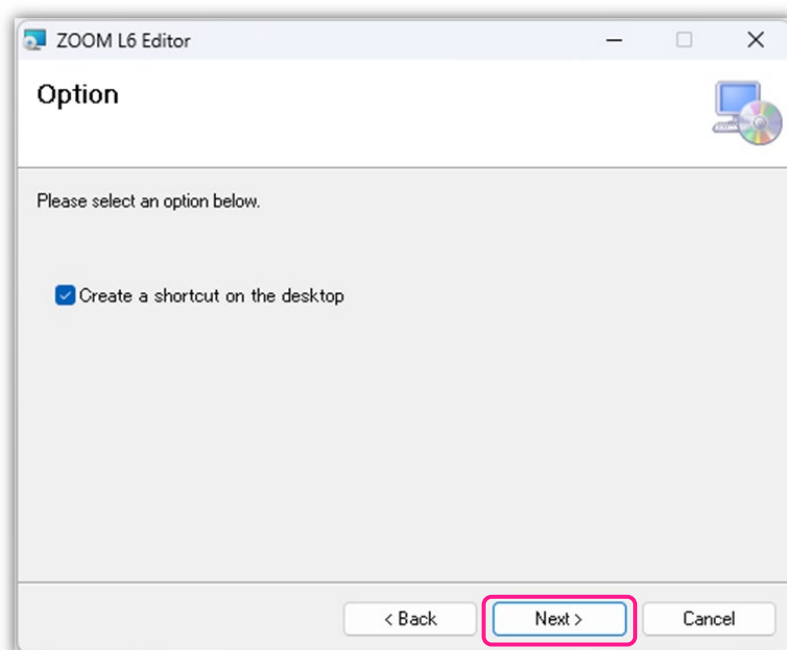 ZOOM L6 Editor
Option
Please select an option below.
Create a shortcut on the desktop
< Back
Next >
Cancel